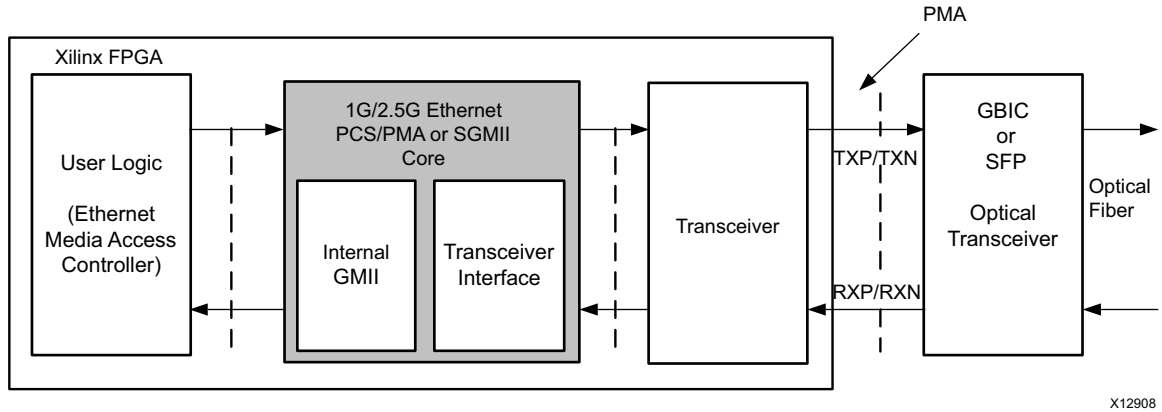 PMA
Xilinx FPGA
User Logic
(Ethernet
Media Access
Controller)
1G/2.5G Ethernet
PCS/PMA or SGMII
Core
Internal
GMII
Transceiver
Interface
Transceiver
TXP/TXN
RXP/RXN
GBIC
or
SFP
Optical
Transceiver
Optical
Fiber
X12908